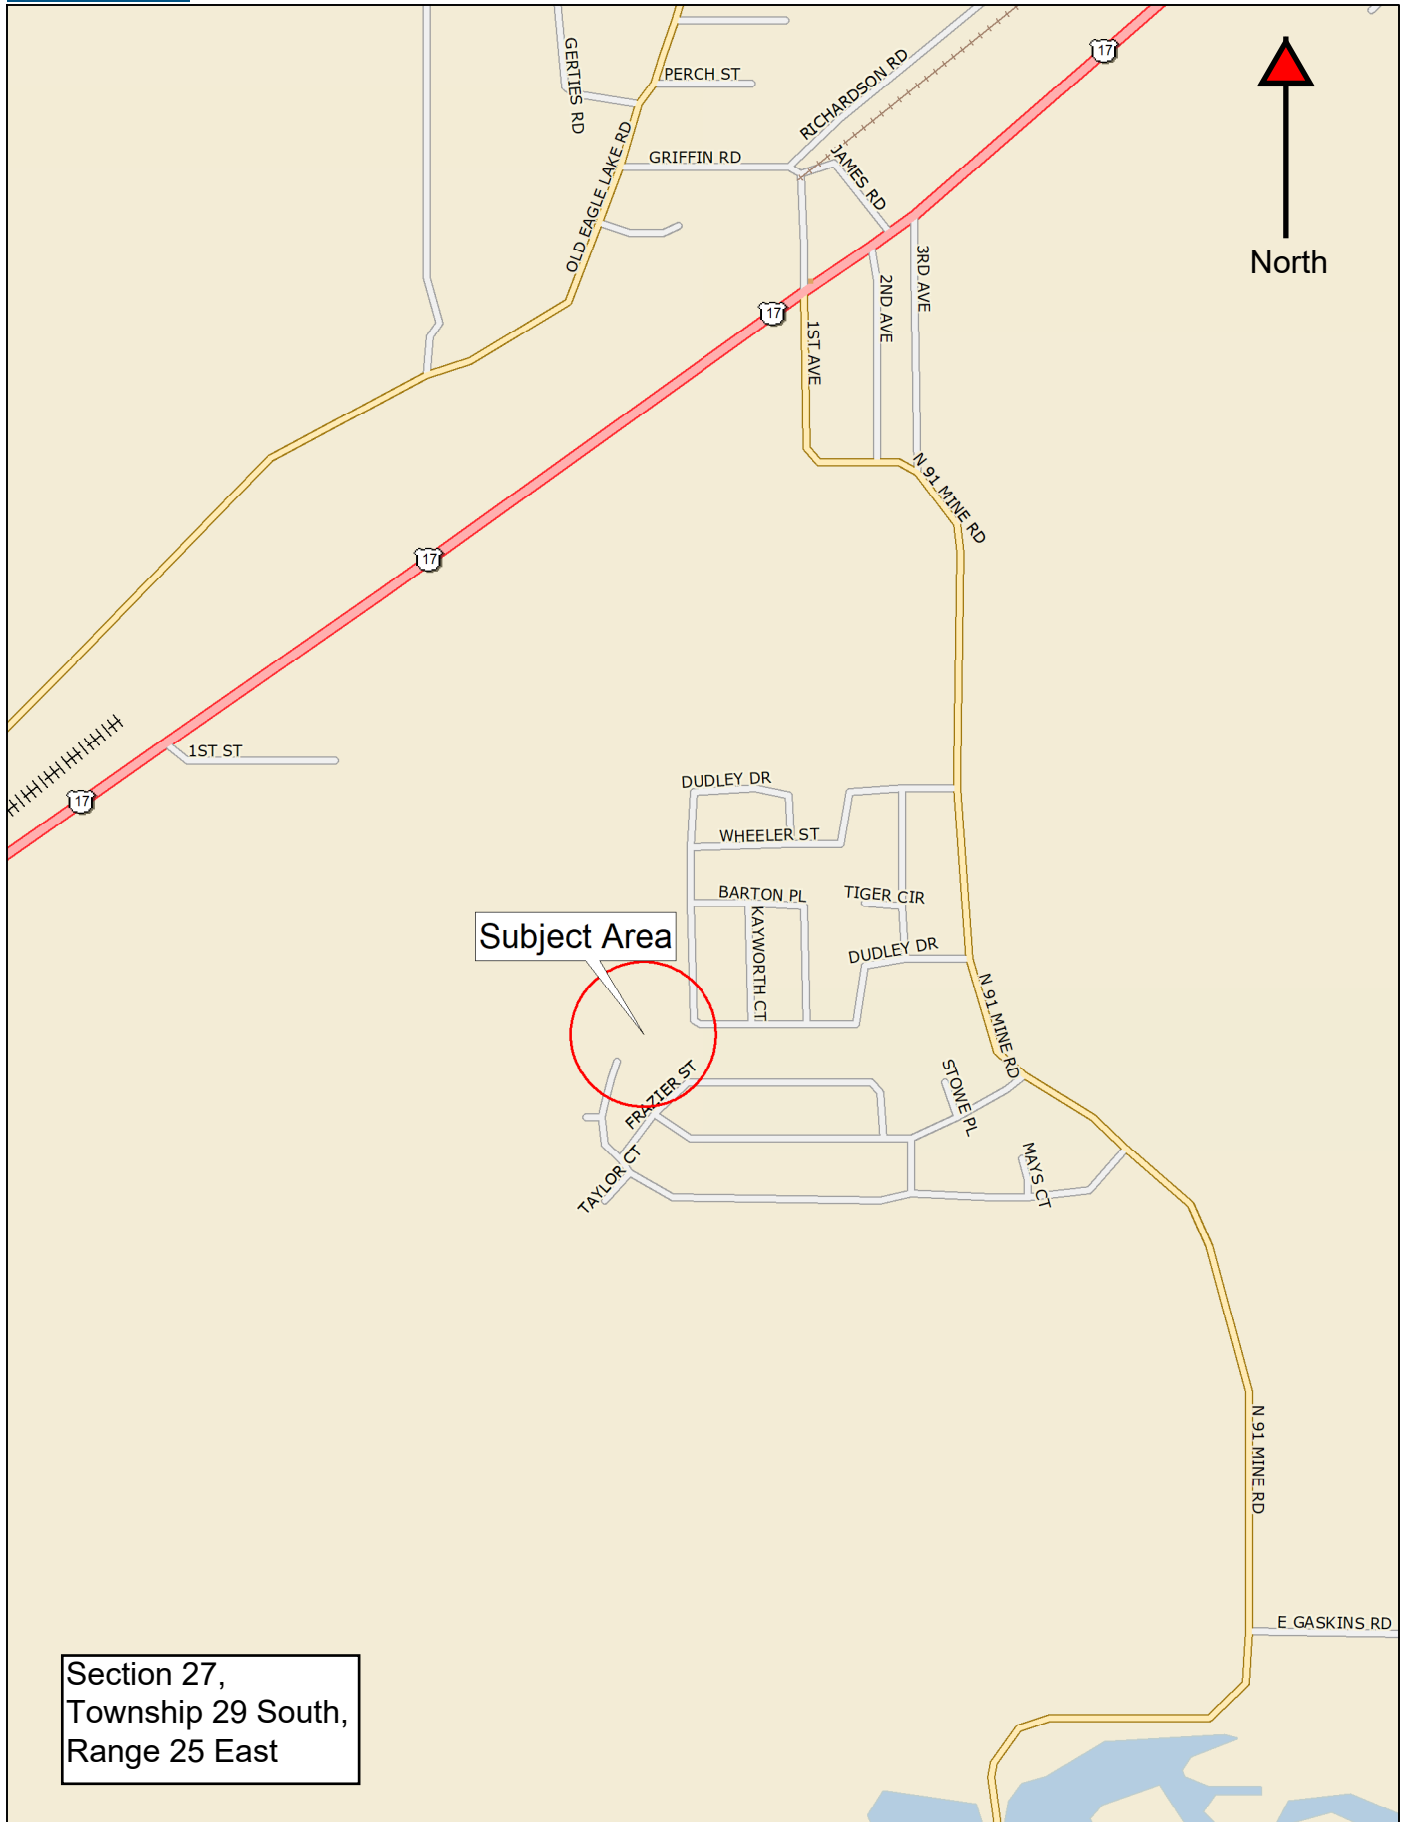 17
GERTIES RD
PERCH ST
RICHARDSON RD
OLD EAGLE LAKE RD
GRIFFIN RD
JAMES RD
North
3RD AVE
2ND AVE
17
1ST AVE
N 91 MINE RD
17
1ST ST
17
DUDLEY DR
WHEELER ST
BARTON PL
TIGER CIR
KAYWORTH CT
Subject Area
DUDLEY DR
N 91 MINE RD
FRAZIER ST
STOWE PL
TAYLOR CT
MAYS CT
N 91 MINE RD
E GASKINS RD
Section 27,
Township 29 South,
Range 25 East